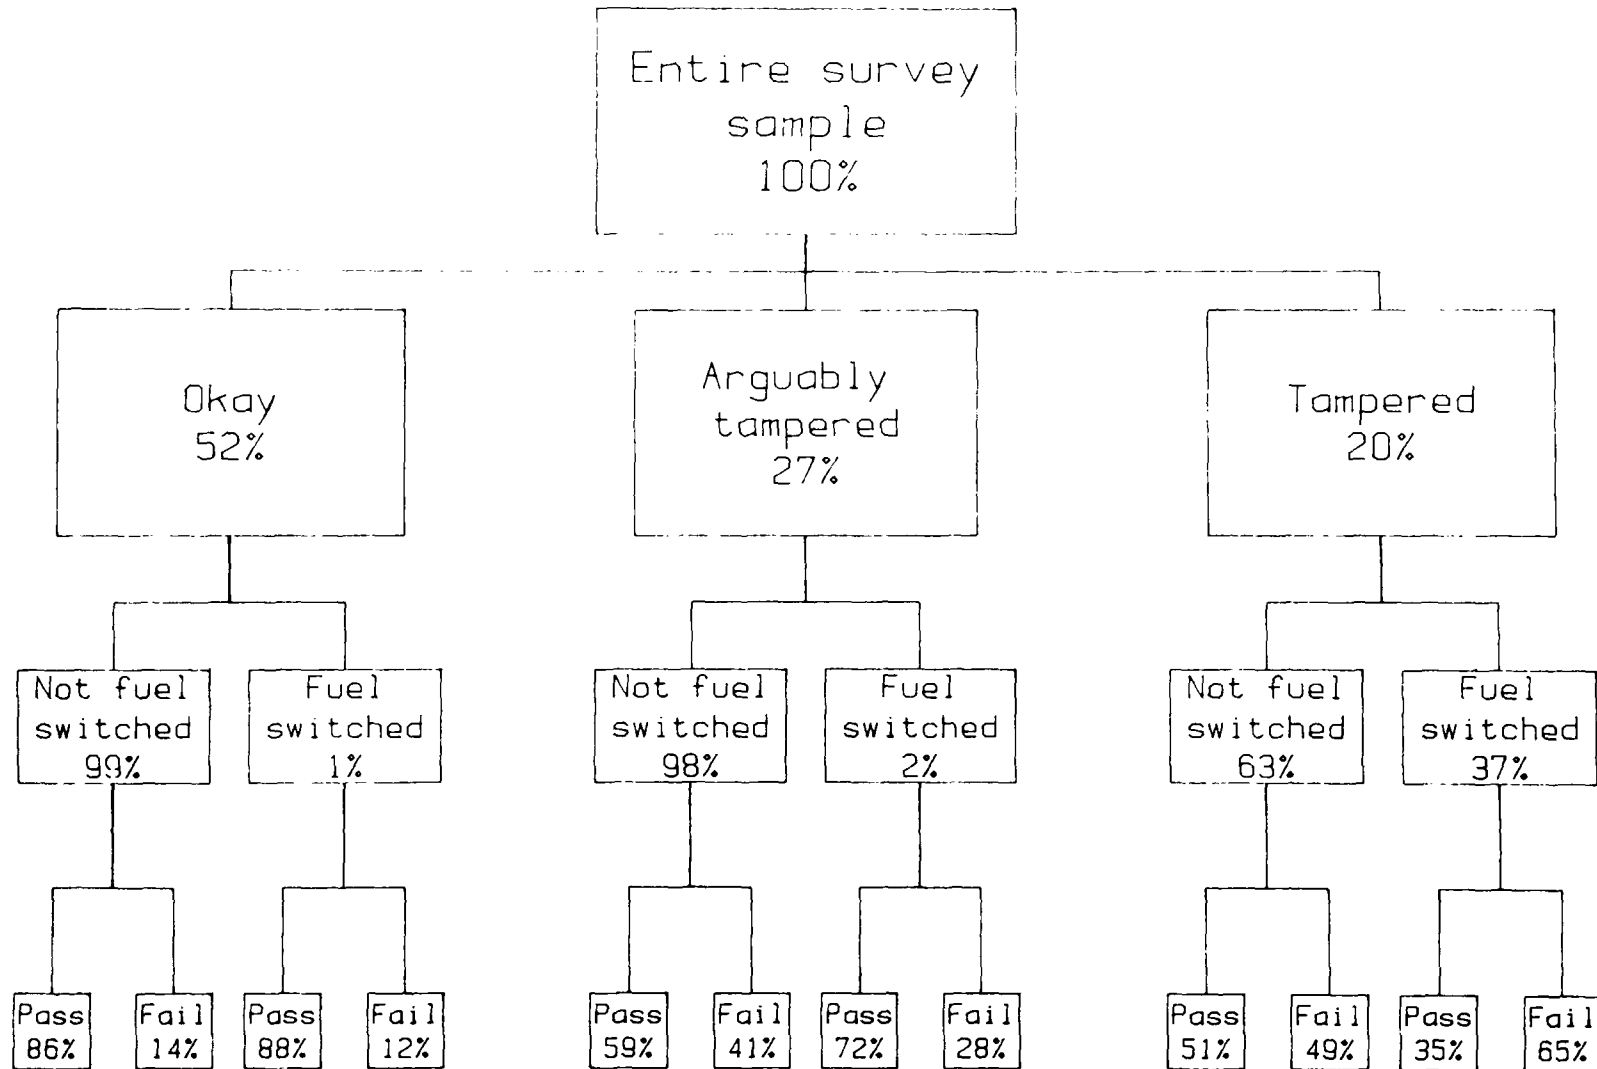 Entire survey
sample
100%
Okay
52%
Arguably
tampered
27%
Tampered
20%
Not fuel
switched
99%
Fuel
switched
1%
Not fuel
switched
98%
Fuel
switched
2%
Not fuel
switched
63%
Fuel
switched
37%
Pass
86%
Fail
14%
Pass
88%
Fail
12%
Pass
59%
Fail
41%
Pass
72%
Fail
28%
Pass
51%
Fail
49%
Pass
35%
Fail
65%